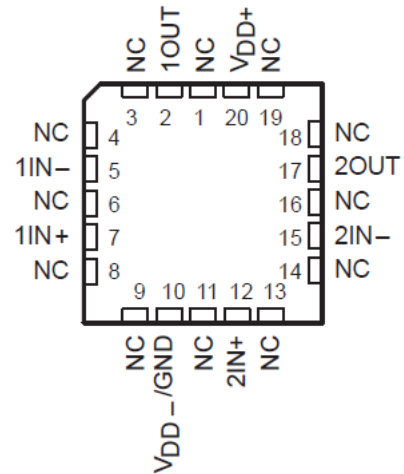 NC 1OUT NC VDD+ NC
3 2 1 20 19
NC 4 18 NC
1IN− 5 17 2OUT
NC 6 16 NC
1IN+ 7 15 2IN−
NC 8 14 NC
9 10 11 12 13
NC VDD−/GND NC 2IN+ NC